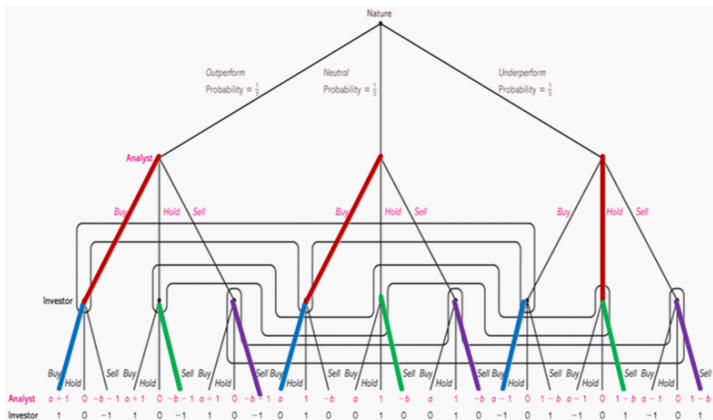 Nature
Outperform Neutral Underperform
Probability = 1/3 Probability = 1/3 Probability = 1/3
Analyst
Buy Hold Sell Buy Hold Sell Buy Hold Sell
Investor
Buy Sell Buy Sell Buy Sell Buy Sell Buy Sell Buy Sell Buy Sell Buy Sell Buy Sell
Hold Hold Hold Hold Hold Hold Hold Hold Hold
Analyst a + 1 0 −b − 1 a + 1 0 −b − 1 a + 1 0 −b − 1 a 1 −b a 1 −b a 1 −b a − 1 0 1 − b a − 1 0 1 − b a − 1 0 1 − b
Investor 1 0 −1 1 0 −1 1 0 −1 0 1 0 0 1 0 0 1 0 −1 0 1 −1 0 1 −1 0 1